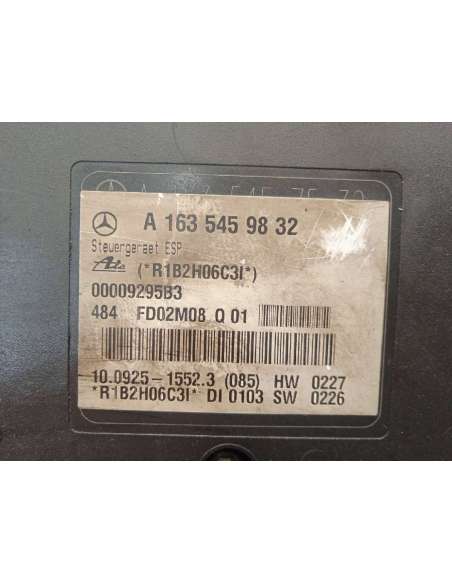 A 163 545 98 32
Steuergeraet ESP
Ate (*R1B2H06C3I*)
00009295B3
484 FD02M08 Q 01
10.0925-1552.3 (085) HW 0227
*R1B2H06C3I* DI 0103 SW 0226